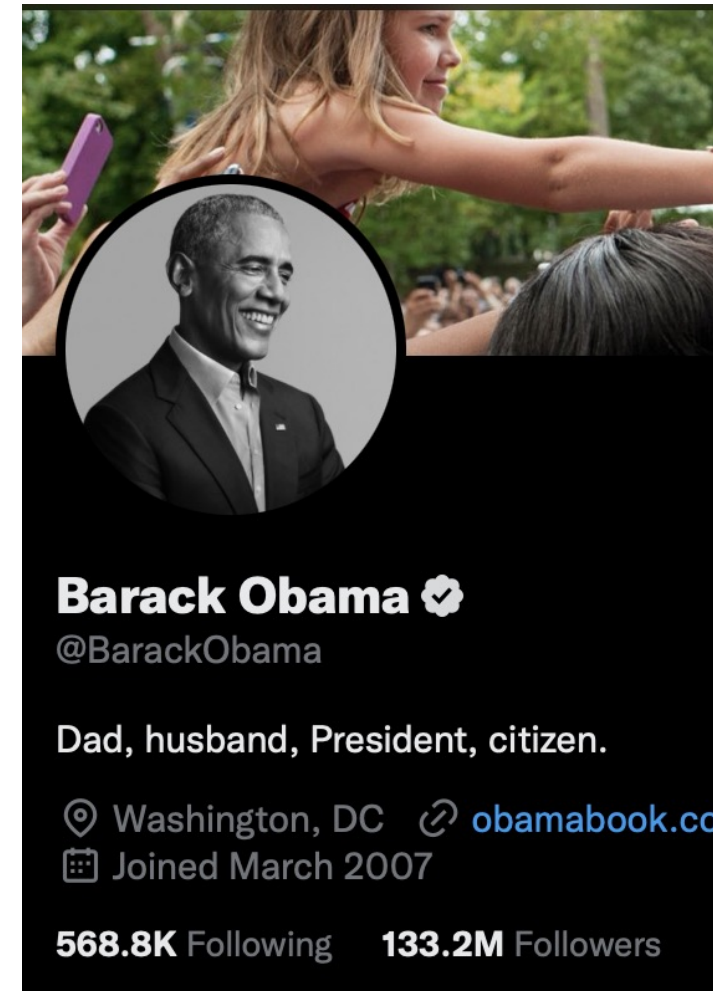 Barack Obama
@BarackObama
Dad, husband, President, citizen.
Washington, DC obamabook.co
Joined March 2007
568.8K Following 133.2M Followers